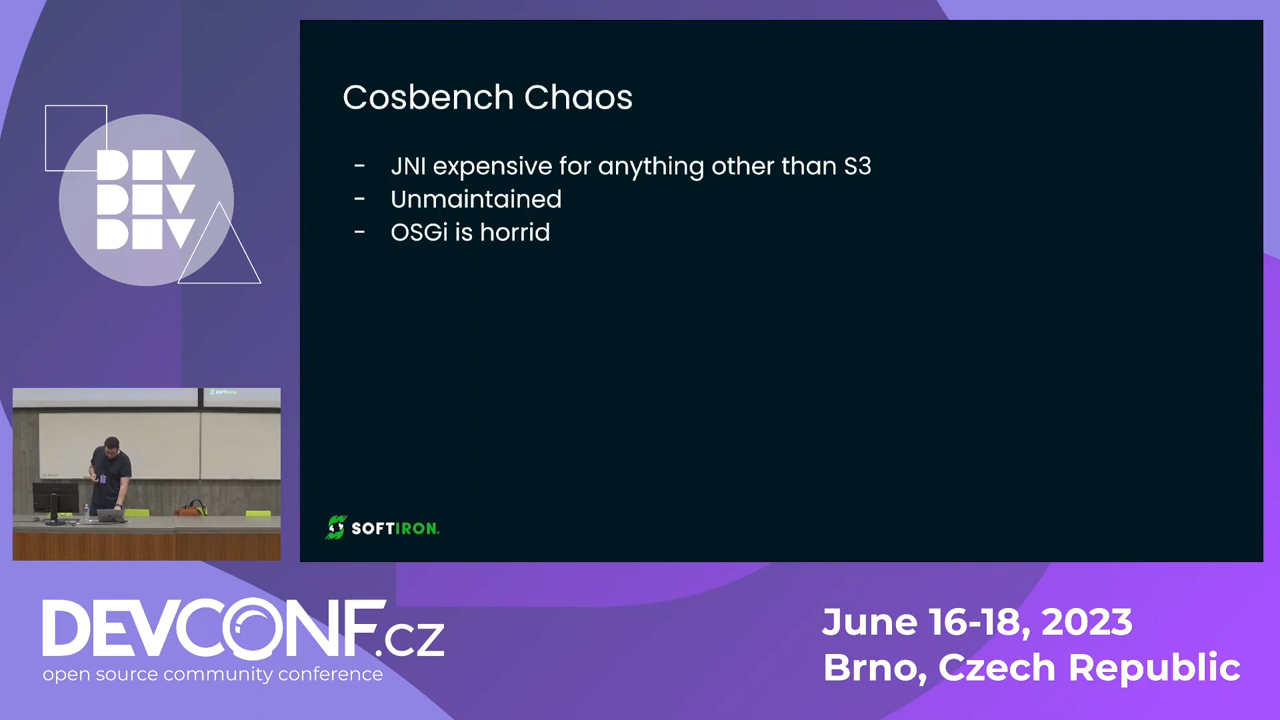 Cosbench Chaos
- JNI expensive for anything other than S3
- Unmaintained
- OSGi is horrid
SOFTIRON
DEV
DEV
DEV
SOFTIRON
DEVCONF.cz
open source community conference
June 16-18, 2023
Brno, Czech Republic